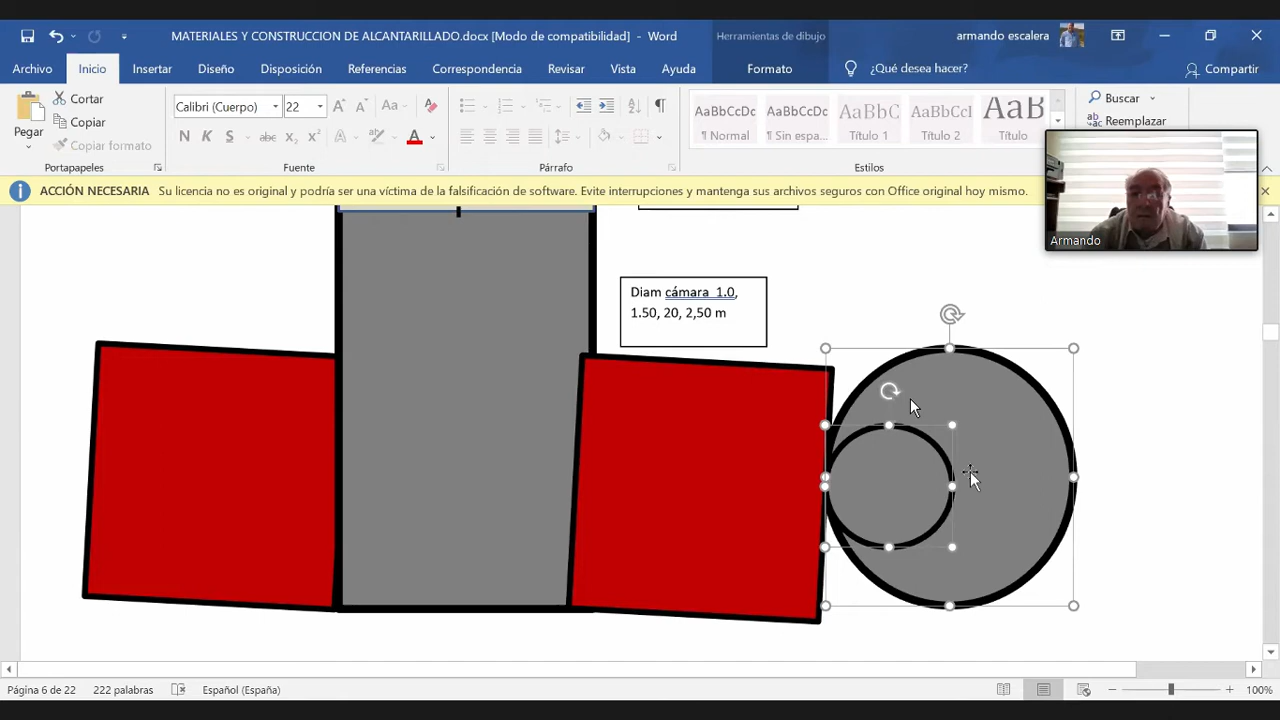 MATERIALES Y CONSTRUCCION DE ALCANTARILLADO.docx [Modo de compatibilidad] - Word
Herramientas de dibujo
armando escalera
Archivo Inicio Insertar Diseño Disposición Referencias Correspondencia Revisar Vista Ayuda Formato ¿Qué desea hacer? Compartir
Pegar
Cortar
Copiar
Copiar formato
Portapapeles
Calibri (Cuerpo) 22
N K S abc x₂ x² A
Fuente
Párrafo
AaBbCcDc AaBbCcDc AaBbC AaBbCcI AaB
¶ Normal ¶ Sin espa... Título 1 Título 2 Título
Estilos
Buscar
Reemplazar
ACCIÓN NECESARIA Su licencia no es original y podría ser una víctima de la falsificación de software. Evite interrupciones y mantenga sus archivos seguros con Office original hoy mismo.
Armando
Diam cámara 1.0,
1.50, 20, 2,50 m
Página 6 de 22 222 palabras Español (España) 100%